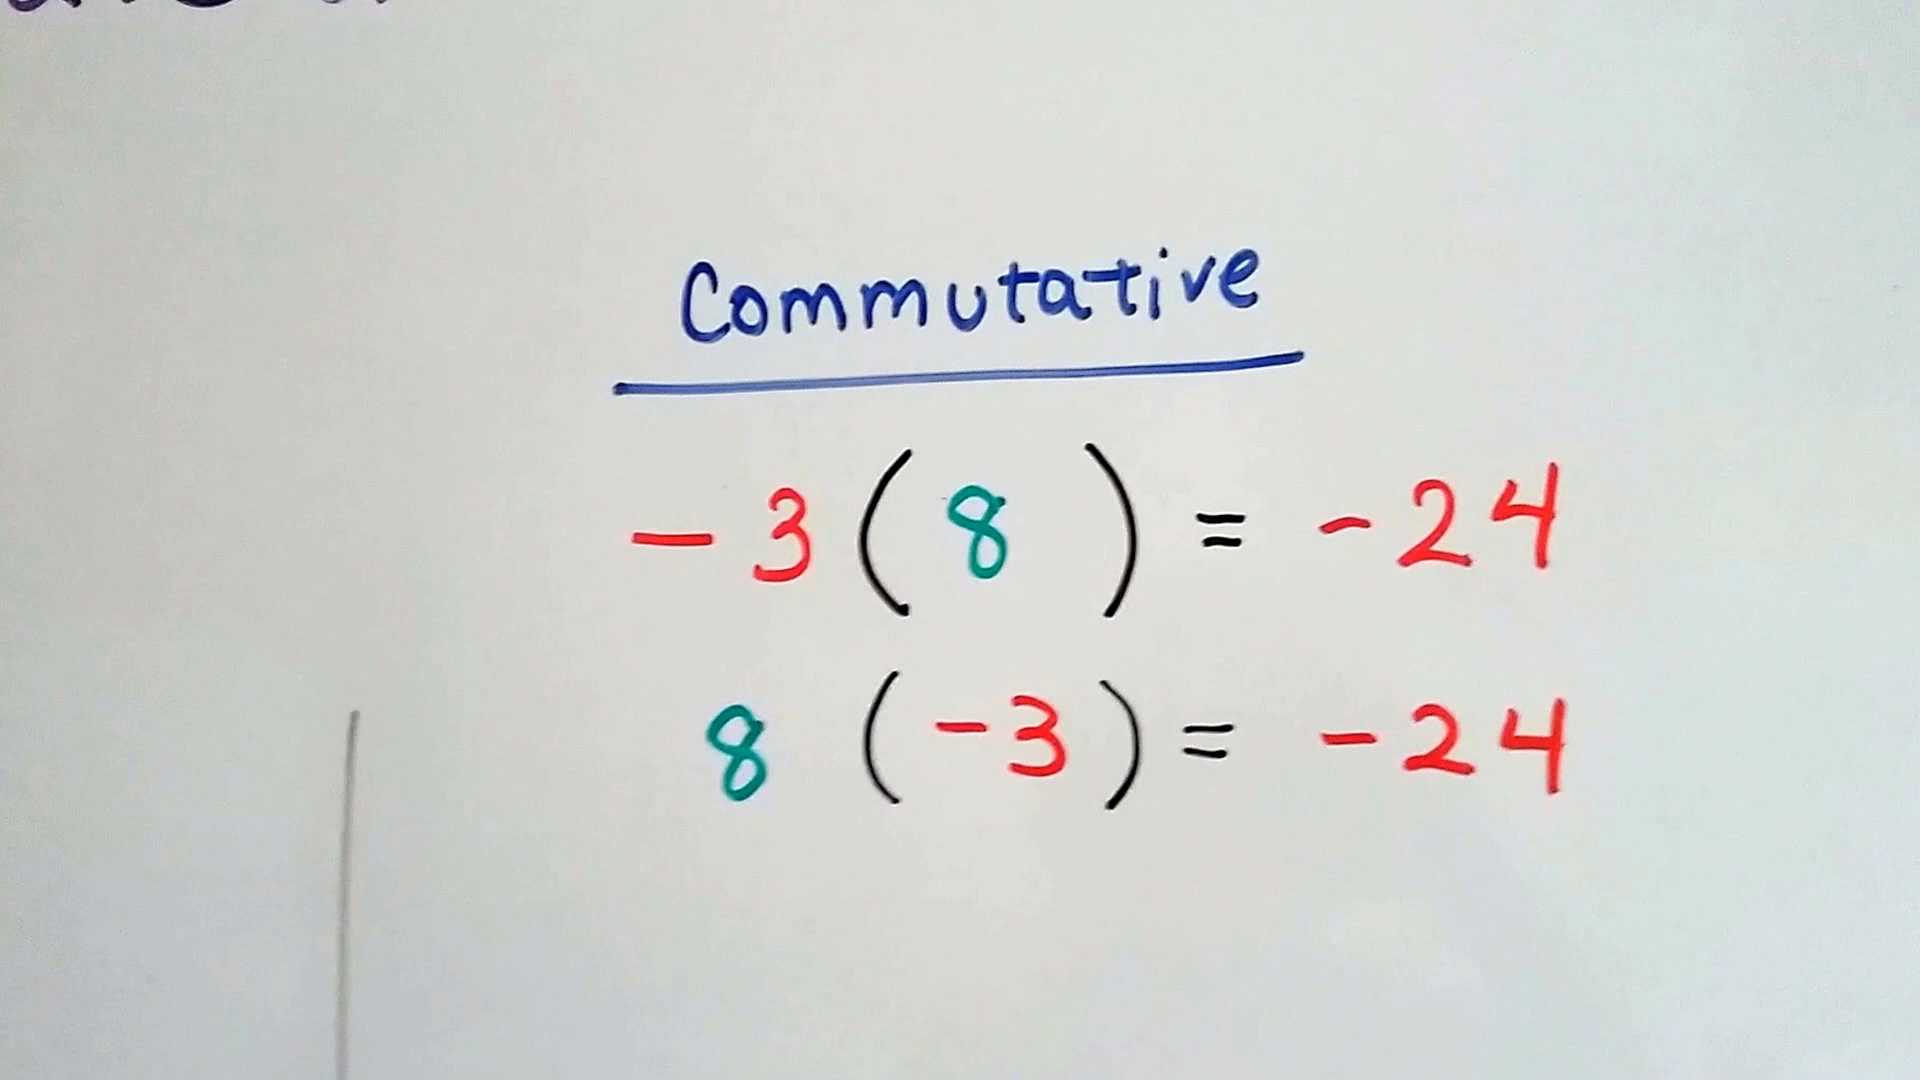 Commutative
-3(8) = -24
8(-3) = -24